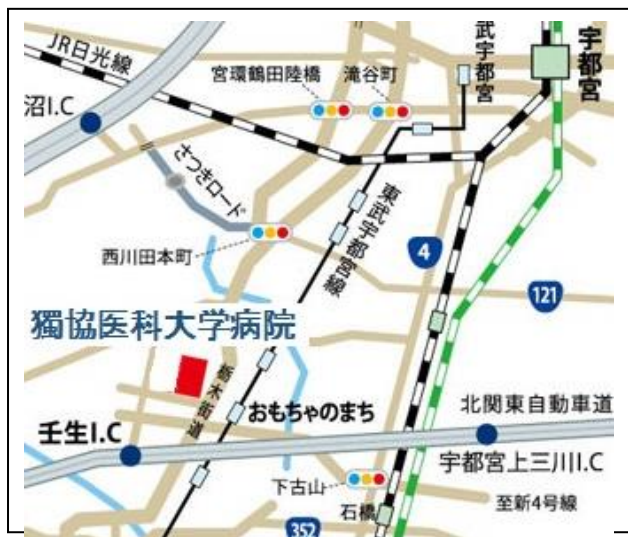 JR日光線
宮環鶴田陸橋
滝谷町
武宇都宮
宇都宮
沼I.C
さつきロード
東武宇都宮線
4
西川田本町
121
獨協医科大学病院
栃木街道
おもちゃのまち
北関東自動車道
壬生I.C
宇都宮上三川I.C
下古山
至新4号線
石橋
352